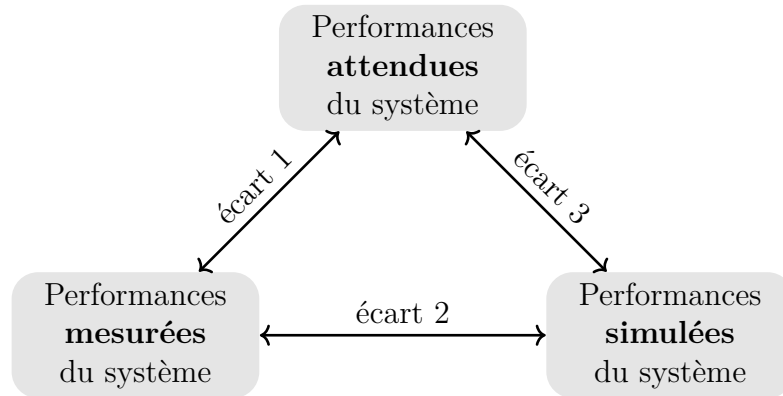 Performances
attendues
du système
écart 1
écart 3
Performances
mesurées
du système
écart 2
Performances
simulées
du système